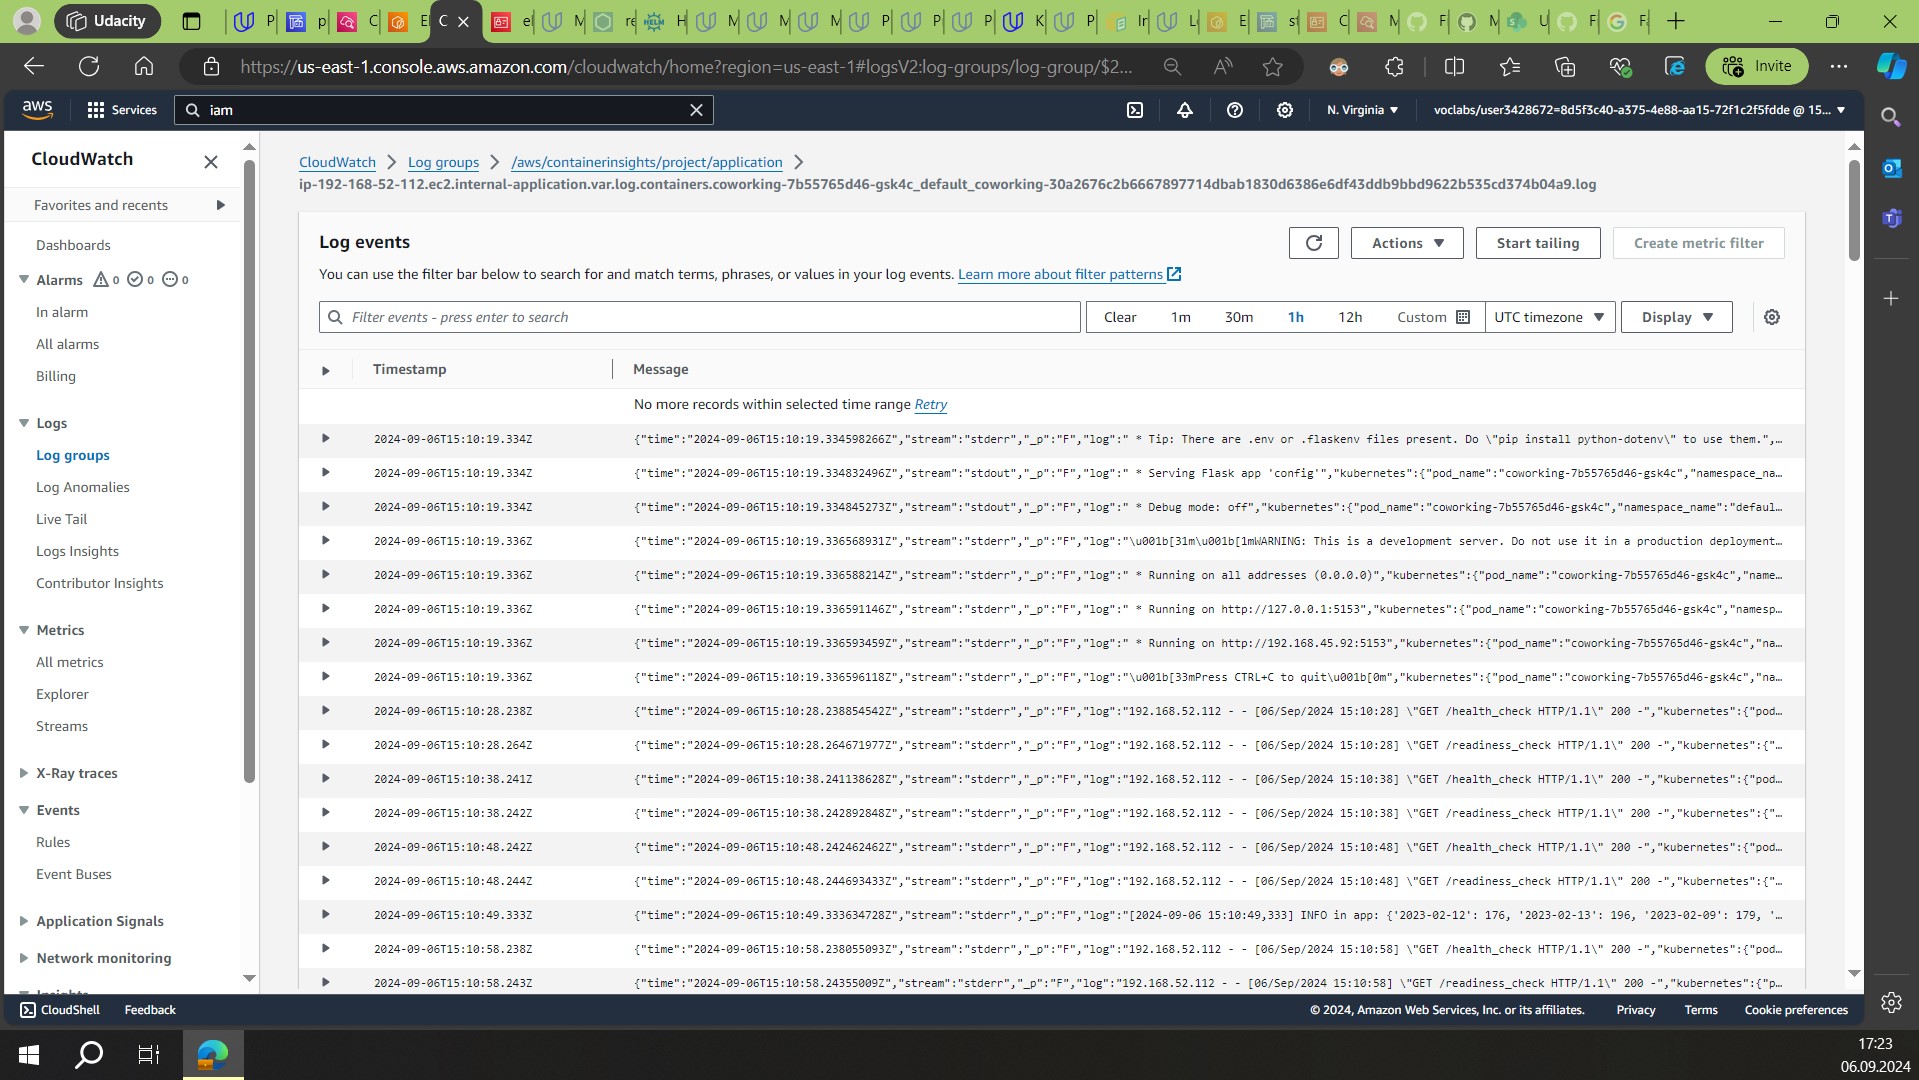 Udacity
https://us-east-1.console.aws.amazon.com/cloudwatch/home?region=us-east-1#logsV2:log-groups/log-group/$2...
Invite
aws
Services
iam
N. Virginia
voclabs/user3428672=8d5f3c40-a375-4e88-aa15-72f1c2f5fdde @ 15...
CloudWatch
Favorites and recents
Dashboards
Alarms 0 0 0
In alarm
All alarms
Billing
Logs
Log groups
Log Anomalies
Live Tail
Logs Insights
Contributor Insights
Metrics
All metrics
Explorer
Streams
X-Ray traces
Events
Rules
Event Buses
Application Signals
Network monitoring
Insights
CloudWatch > Log groups > /aws/containerinsights/project/application >
ip-192-168-52-112.ec2.internal-application.var.log.containers.coworking-7b55765d46-gsk4c_default_coworking-30a2676c2b6667897714dbab1830d6386e6df43ddb9bbd9622b535cd374b04a9.log
Log events
Actions
Start tailing
Create metric filter
You can use the filter bar below to search for and match terms, phrases, or values in your log events. Learn more about filter patterns
Filter events - press enter to search
Clear 1m 30m 1h 12h Custom
UTC timezone
Display
Timestamp Message
No more records within selected time range Retry
2024-09-06T15:10:19.334Z {"time":"2024-09-06T15:10:19.334598266Z","stream":"stderr","_p":"F","log":" * Tip: There are .env or .flaskenv files present. Do \"pip install python-dotenv\" to use them.",…
2024-09-06T15:10:19.334Z {"time":"2024-09-06T15:10:19.334832496Z","stream":"stdout","_p":"F","log":" * Serving Flask app 'config'","kubernetes":{"pod_name":"coworking-7b55765d46-gsk4c","namespace_na…
2024-09-06T15:10:19.334Z {"time":"2024-09-06T15:10:19.334845273Z","stream":"stdout","_p":"F","log":" * Debug mode: off","kubernetes":{"pod_name":"coworking-7b55765d46-gsk4c","namespace_name":"defaul…
2024-09-06T15:10:19.336Z {"time":"2024-09-06T15:10:19.336568931Z","stream":"stderr","_p":"F","log":"\u001b[31m\u001b[1mWARNING: This is a development server. Do not use it in a production deployment…
2024-09-06T15:10:19.336Z {"time":"2024-09-06T15:10:19.336588214Z","stream":"stderr","_p":"F","log":" * Running on all addresses (0.0.0.0)","kubernetes":{"pod_name":"coworking-7b55765d46-gsk4c","name…
2024-09-06T15:10:19.336Z {"time":"2024-09-06T15:10:19.336591146Z","stream":"stderr","_p":"F","log":" * Running on http://127.0.0.1:5153","kubernetes":{"pod_name":"coworking-7b55765d46-gsk4c","namesp…
2024-09-06T15:10:19.336Z {"time":"2024-09-06T15:10:19.336593459Z","stream":"stderr","_p":"F","log":" * Running on http://192.168.45.92:5153","kubernetes":{"pod_name":"coworking-7b55765d46-gsk4c","na…
2024-09-06T15:10:19.336Z {"time":"2024-09-06T15:10:19.336596118Z","stream":"stderr","_p":"F","log":"\u001b[33mPress CTRL+C to quit\u001b[0m","kubernetes":{"pod_name":"coworking-7b55765d46-gsk4c","na…
2024-09-06T15:10:28.238Z {"time":"2024-09-06T15:10:28.238854542Z","stream":"stderr","_p":"F","log":"192.168.52.112 - - [06/Sep/2024 15:10:28] \"GET /health_check HTTP/1.1\" 200 -","kubernetes":{"pod…
2024-09-06T15:10:28.264Z {"time":"2024-09-06T15:10:28.264671977Z","stream":"stderr","_p":"F","log":"192.168.52.112 - - [06/Sep/2024 15:10:28] \"GET /readiness_check HTTP/1.1\" 200 -","kubernetes":{"…
2024-09-06T15:10:38.241Z {"time":"2024-09-06T15:10:38.241138628Z","stream":"stderr","_p":"F","log":"192.168.52.112 - - [06/Sep/2024 15:10:38] \"GET /health_check HTTP/1.1\" 200 -","kubernetes":{"pod…
2024-09-06T15:10:38.242Z {"time":"2024-09-06T15:10:38.242892848Z","stream":"stderr","_p":"F","log":"192.168.52.112 - - [06/Sep/2024 15:10:38] \"GET /readiness_check HTTP/1.1\" 200 -","kubernetes":{"…
2024-09-06T15:10:48.242Z {"time":"2024-09-06T15:10:48.242462462Z","stream":"stderr","_p":"F","log":"192.168.52.112 - - [06/Sep/2024 15:10:48] \"GET /health_check HTTP/1.1\" 200 -","kubernetes":{"pod…
2024-09-06T15:10:48.244Z {"time":"2024-09-06T15:10:48.244693433Z","stream":"stderr","_p":"F","log":"192.168.52.112 - - [06/Sep/2024 15:10:48] \"GET /readiness_check HTTP/1.1\" 200 -","kubernetes":{"…
2024-09-06T15:10:49.333Z {"time":"2024-09-06T15:10:49.333634728Z","stream":"stderr","_p":"F","log":"[2024-09-06 15:10:49,333] INFO in app: {'2023-02-12': 176, '2023-02-13': 196, '2023-02-09': 179, '…
2024-09-06T15:10:58.238Z {"time":"2024-09-06T15:10:58.238055093Z","stream":"stderr","_p":"F","log":"192.168.52.112 - - [06/Sep/2024 15:10:58] \"GET /health_check HTTP/1.1\" 200 -","kubernetes":{"pod…
2024-09-06T15:10:58.243Z {"time":"2024-09-06T15:10:58.24355009Z","stream":"stderr","_p":"F","log":"192.168.52.112 - - [06/Sep/2024 15:10:58] \"GET /readiness_check HTTP/1.1\" 200 -","kubernetes":{"p…
CloudShell Feedback
© 2024, Amazon Web Services, Inc. or its affiliates. Privacy Terms Cookie preferences
17:23
06.09.2024